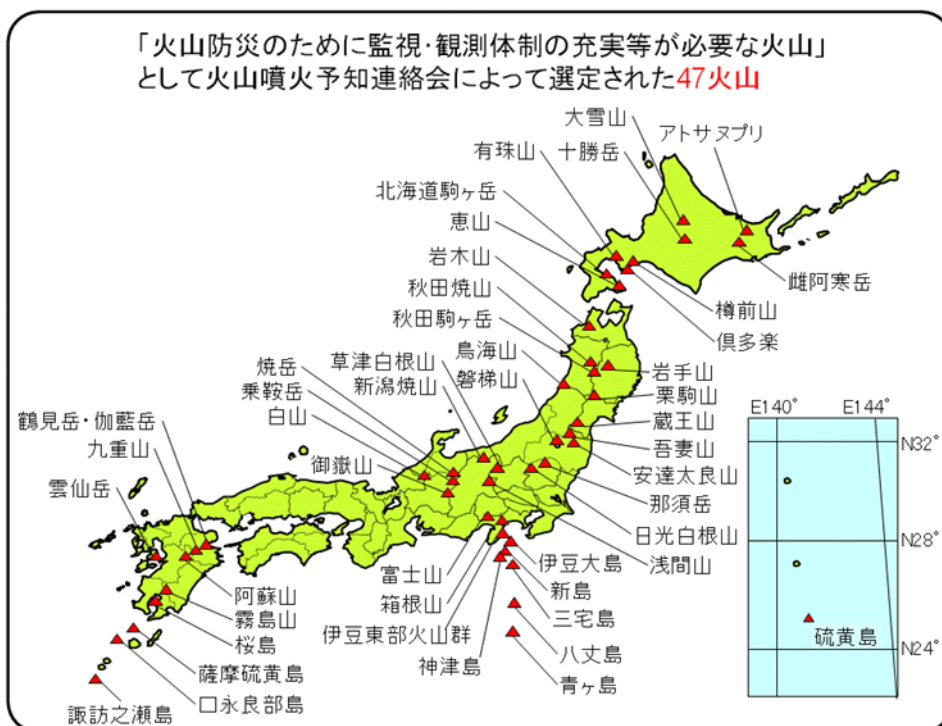 「火山防災のために監視・観測体制の充実等が必要な火山」
として火山噴火予知連絡会によって選定された47火山
大雪山
アトサヌプリ
有珠山
十勝岳
北海道駒ヶ岳
恵山
岩木山
雌阿寒岳
秋田焼山
樽前山
秋田駒ヶ岳
倶多楽
鳥海山
草津白根山
焼岳
岩手山
磐梯山
新潟焼山
乗鞍岳
栗駒山
白山
蔵王山
鶴見岳・伽藍岳
吾妻山
九重山
御嶽山
安達太良山
雲仙岳
那須岳
日光白根山
伊豆大島
浅間山
富士山
新島
阿蘇山
箱根山
三宅島
霧島山
伊豆東部火山群
桜島
八丈島
神津島
薩摩硫黄島
青ヶ島
口永良部島
諏訪之瀬島
E140°
E144°
N32°
N28°
硫黄島
N24°